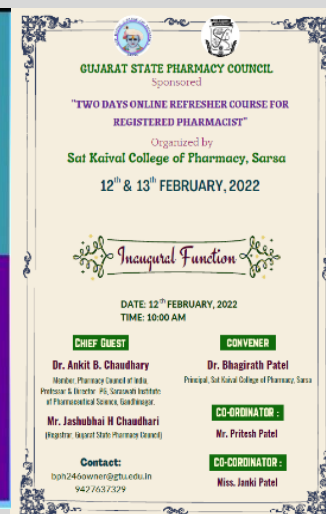 GUJARAT STATE PHARMACY COUNCIL
Sponsored
"TWO DAYS ONLINE REFRESHER COURSE FOR
REGISTERED PHARMACIST"
Organized by
Sat Kaival College of Pharmacy, Sarsa
12th & 13th FEBRUARY, 2022
Inaugural Function
DATE: 12th FEBRUARY, 2022
TIME: 10:00 AM
CHIEF GUEST
Dr. Ankit B. Chaudhary
Member, Pharmacy Council of India,
Professor & Director -PG, Saraswati Institute
of Pharmaceutical Science, Gandhinagar.
Mr. Jashubhai H Chaudhari
(Registrar, Gujarat State Pharmacy Council)
Contact:
bph246owner@gtu.edu.in
9427637329
CONVENER
Dr. Bhagirath Patel
Principal, Sat Kaival College of Pharmacy, Sarsa
CO-ORDINATOR :
Mr. Pritesh Patel
CO-CORDINATOR :
Miss. Janki Patel